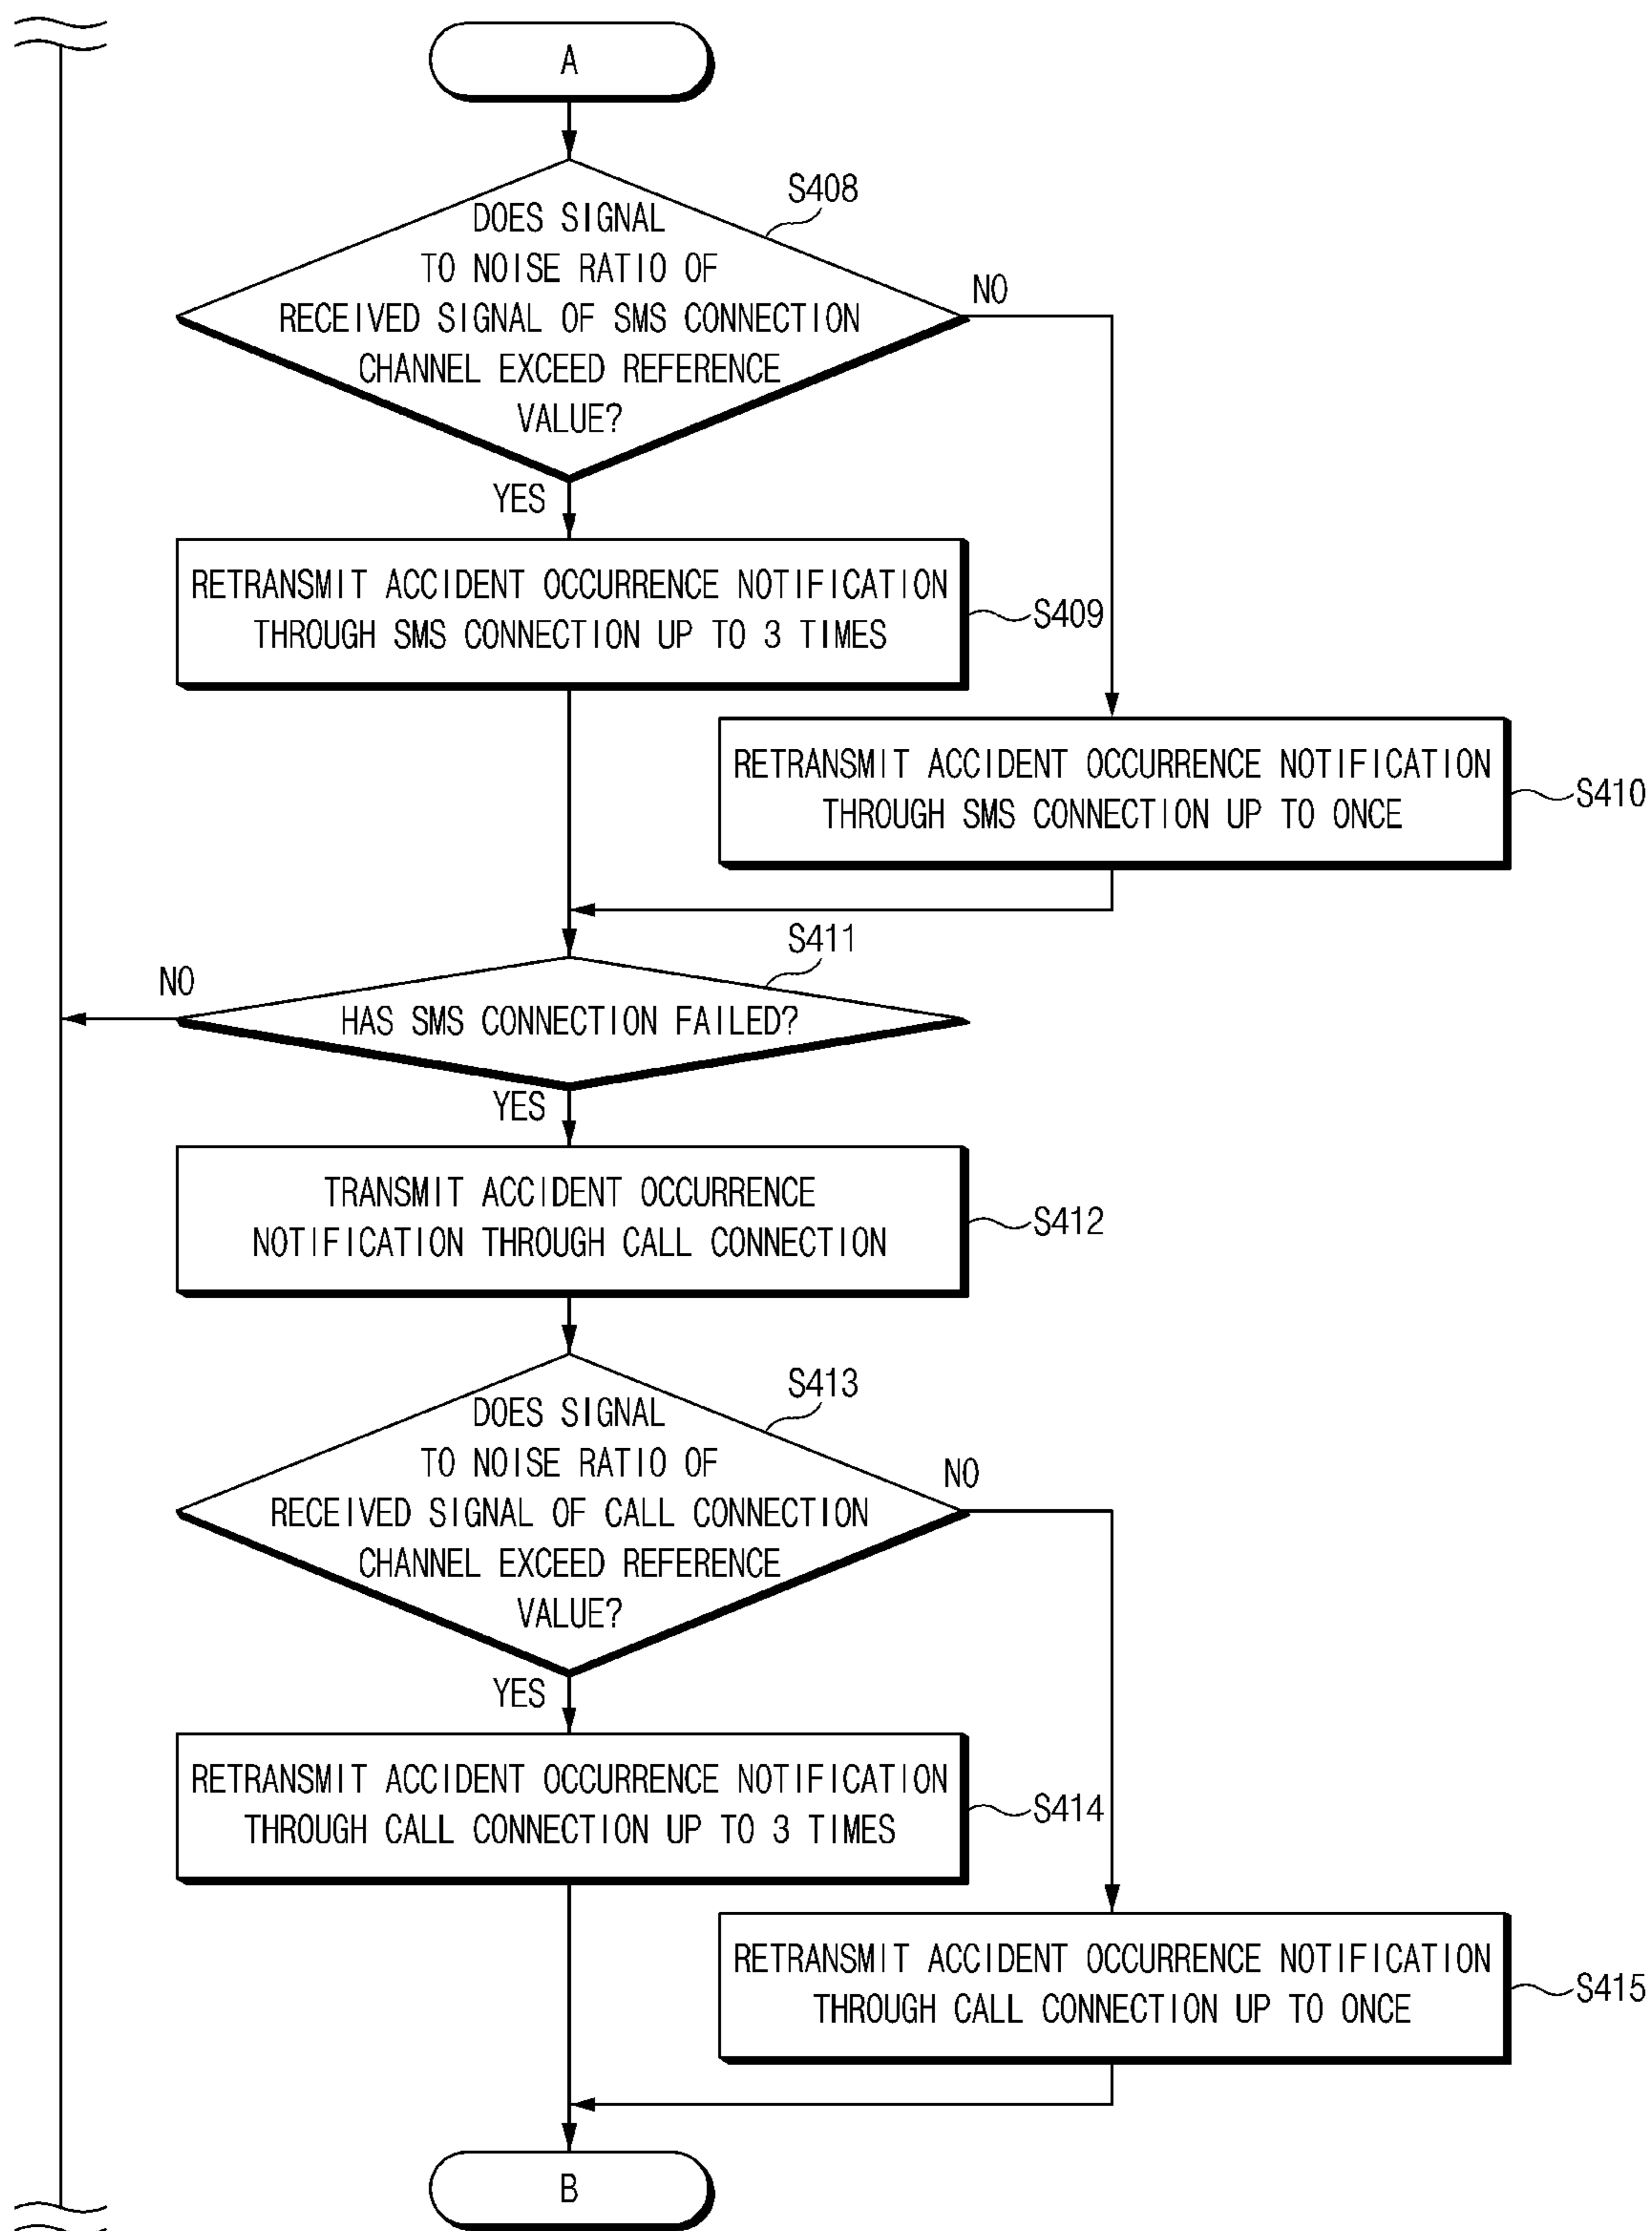 A
S408
DOES SIGNAL
TO NOISE RATIO OF
RECEIVED SIGNAL OF SMS CONNECTION
CHANNEL EXCEED REFERENCE
VALUE?
NO
YES
RETRANSMIT ACCIDENT OCCURRENCE NOTIFICATION
THROUGH SMS CONNECTION UP TO 3 TIMES
S409
RETRANSMIT ACCIDENT OCCURRENCE NOTIFICATION
THROUGH SMS CONNECTION UP TO ONCE
S410
S411
NO
HAS SMS CONNECTION FAILED?
YES
TRANSMIT ACCIDENT OCCURRENCE
NOTIFICATION THROUGH CALL CONNECTION
S412
S413
DOES SIGNAL
TO NOISE RATIO OF
RECEIVED SIGNAL OF CALL CONNECTION
CHANNEL EXCEED REFERENCE
VALUE?
NO
YES
RETRANSMIT ACCIDENT OCCURRENCE NOTIFICATION
THROUGH CALL CONNECTION UP TO 3 TIMES
S414
RETRANSMIT ACCIDENT OCCURRENCE NOTIFICATION
THROUGH CALL CONNECTION UP TO ONCE
S415
B